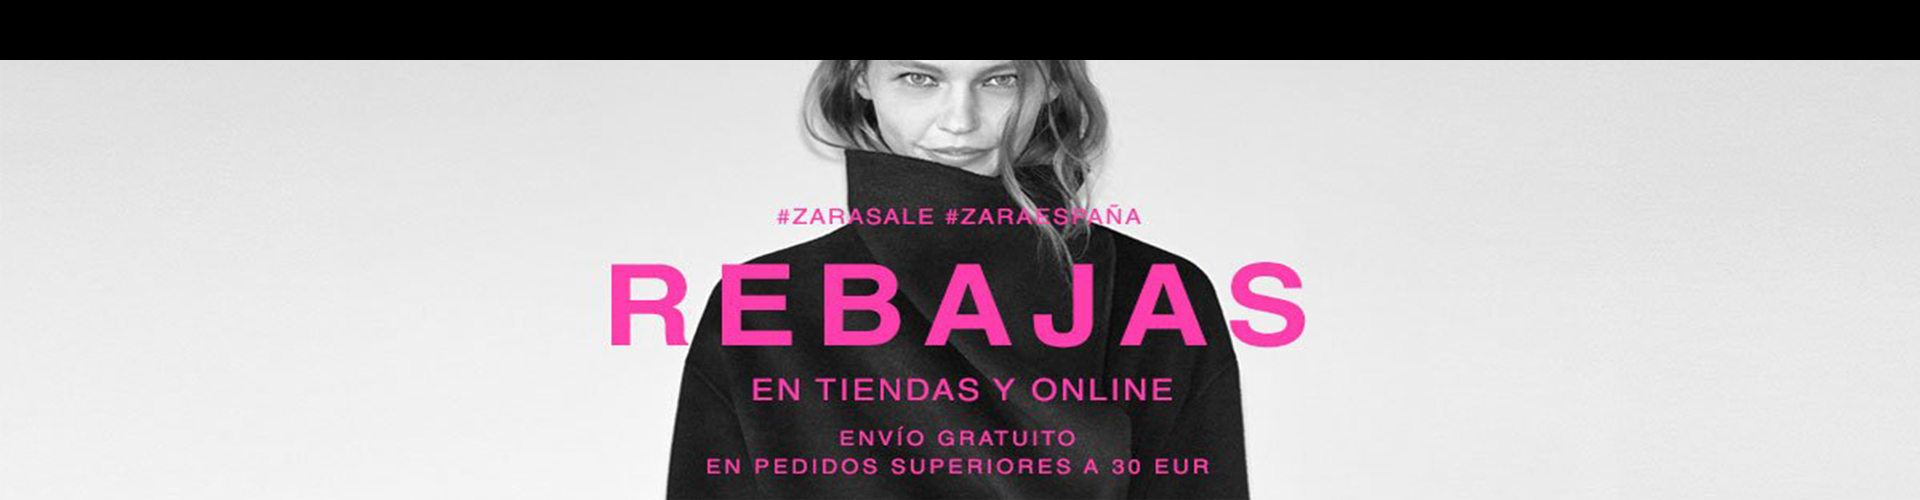 #ZARASALE #ZARAESPAÑA
REBAJAS
EN TIENDAS Y ONLINE
ENVÍO GRATUITO
EN PEDIDOS SUPERIORES A 30 EUR